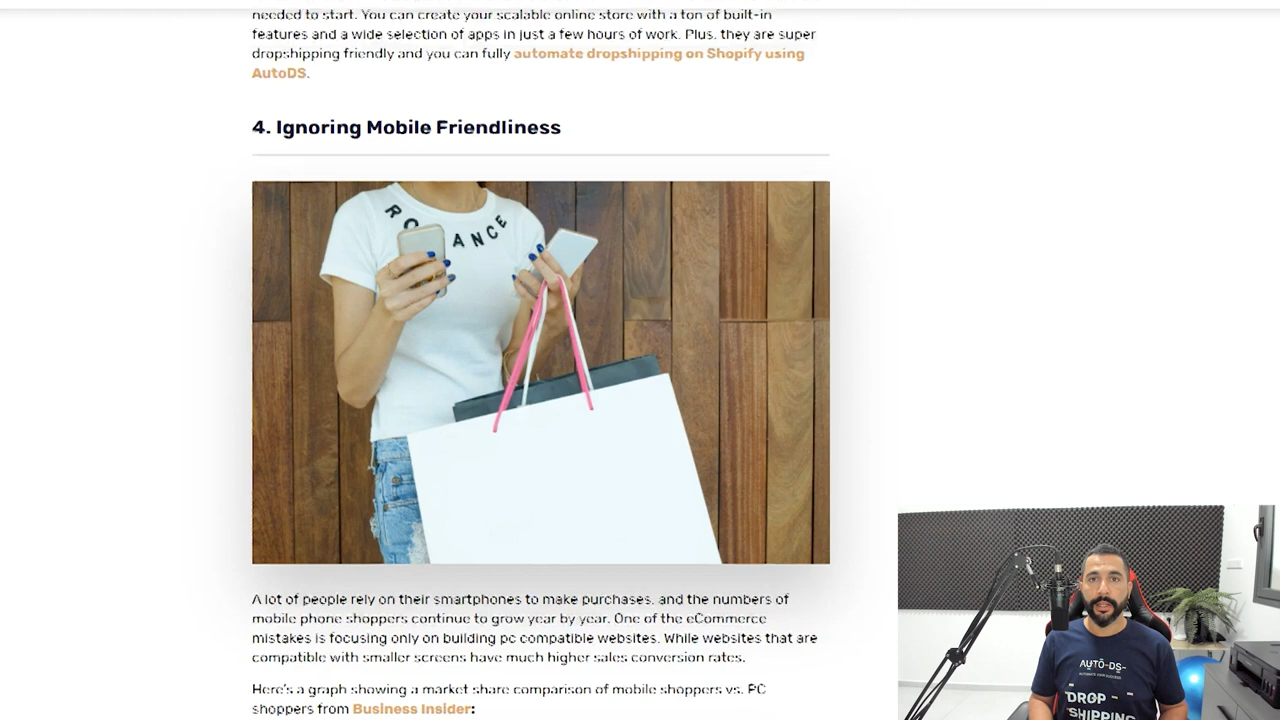 needed to start. You can create your scalable online store with a ton of built-in
features and a wide selection of apps in just a few hours of work. Plus, they are super
dropshipping friendly and you can fully automate dropshipping on Shopify using
AutoDS.
4. Ignoring Mobile Friendliness
RO ANCE
A lot of people rely on their smartphones to make purchases, and the numbers of
mobile phone shoppers continue to grow year by year. One of the eCommerce
mistakes is focusing only on building pc compatible websites. While websites that are
compatible with smaller screens have much higher sales conversion rates.
Here's a graph showing a market share comparison of mobile shoppers vs. PC
shoppers from Business Insider:
AUTO-DS-
AUTOMATE YOUR SUCCESS
DROP
SHIPPING